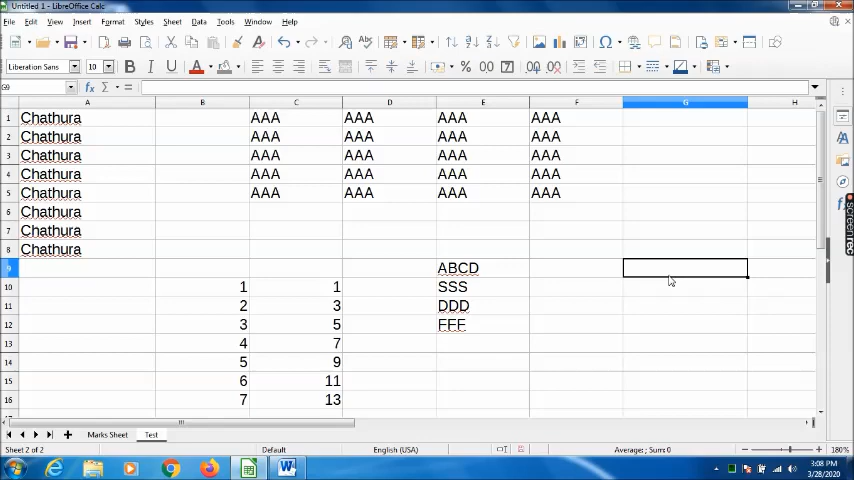 Untitled 1 - LibreOffice Calc
File Edit View Insert Format Styles Sheet Data Tools Window Help
Liberation Sans 10
G9
A B C D E F G H
1 Chathura AAA AAA AAA AAA
2 Chathura AAA AAA AAA AAA
3 Chathura AAA AAA AAA AAA
4 Chathura AAA AAA AAA AAA
5 Chathura AAA AAA AAA AAA
6 Chathura
7 Chathura
8 Chathura
9 ABCD
10 1 1 SSS
11 2 3 DDD
12 3 5 FFF
13 4 7
14 5 9
15 6 11
16 7 13
Marks Sheet Test
Sheet 2 of 2 Default English (USA) Average: ; Sum: 0 180%
3:08 PM
3/28/2020
screenrec